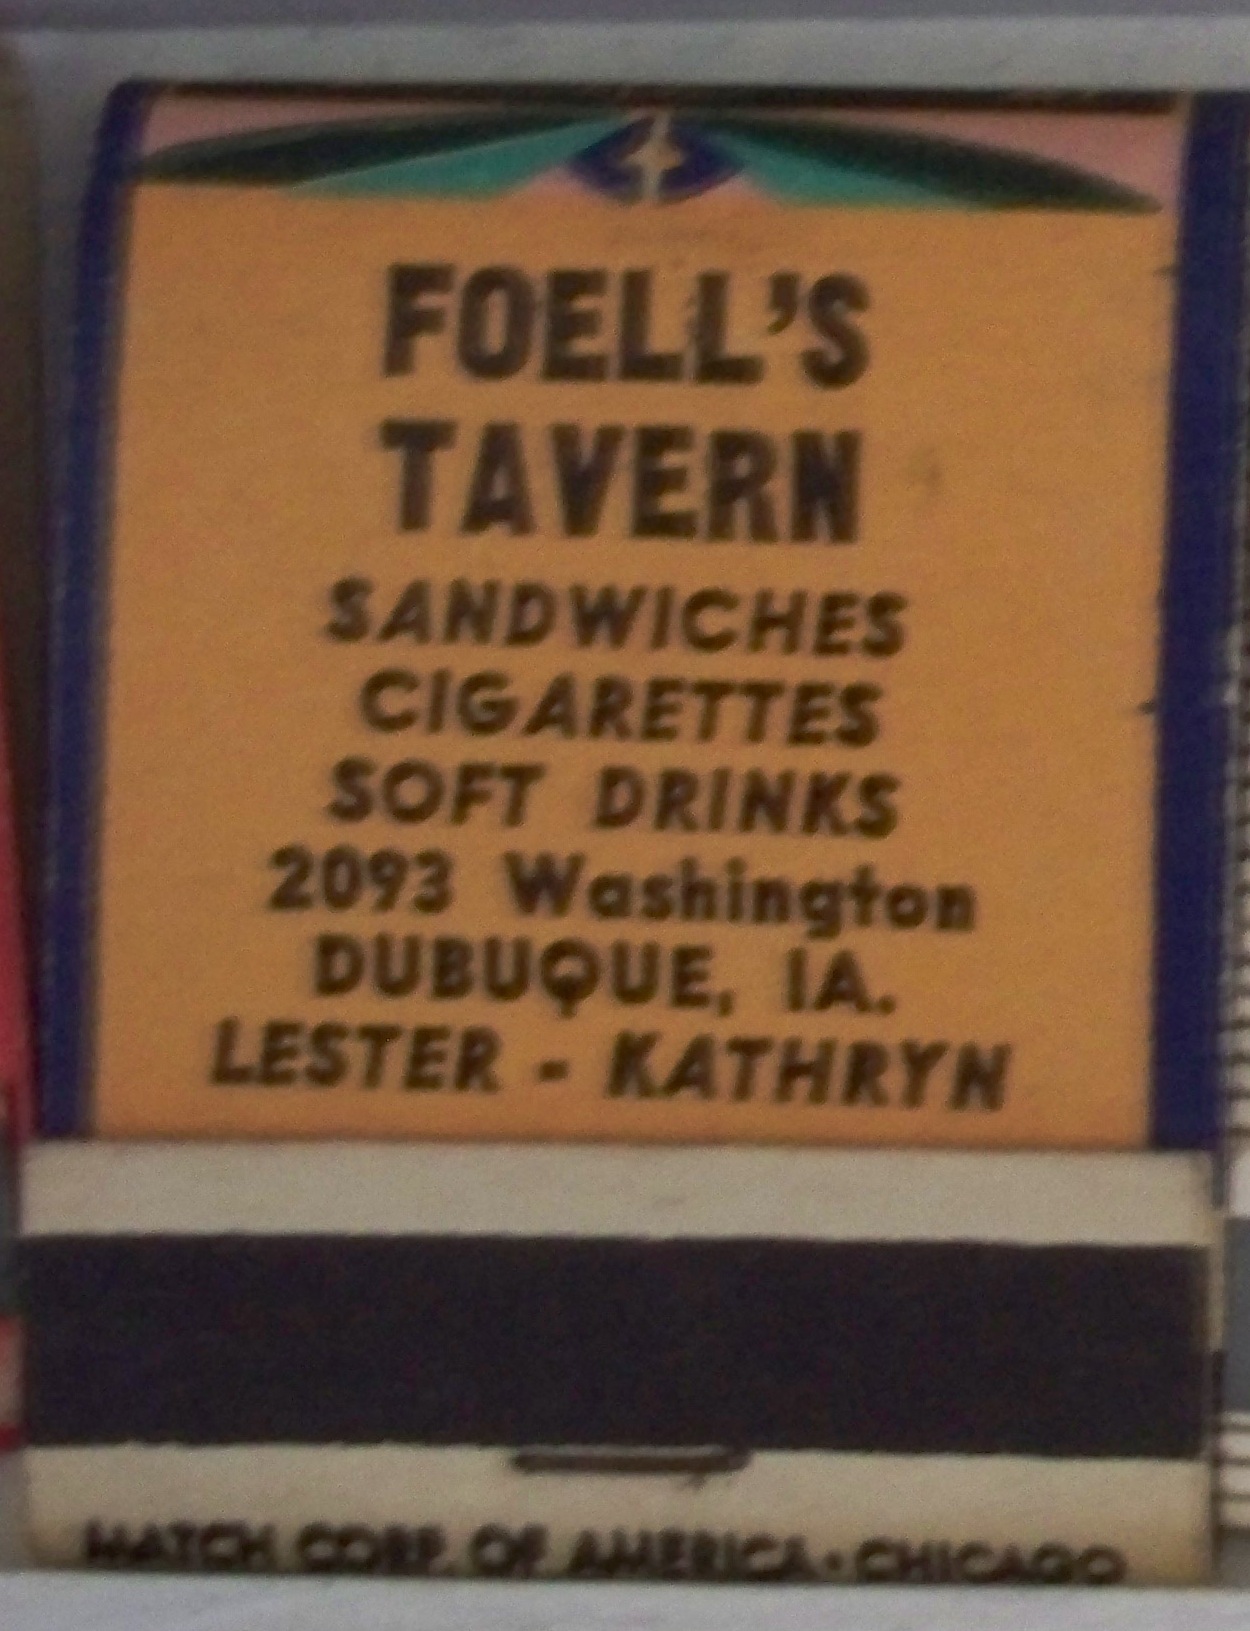 FOELL'S
TAVERN
SANDWICHES
CIGARETTES
SOFT DRINKS
2093 Washington
DUBUQUE, IA.
LESTER - KATHRYN
MATCH CORP. OF AMERICA · CHICAGO